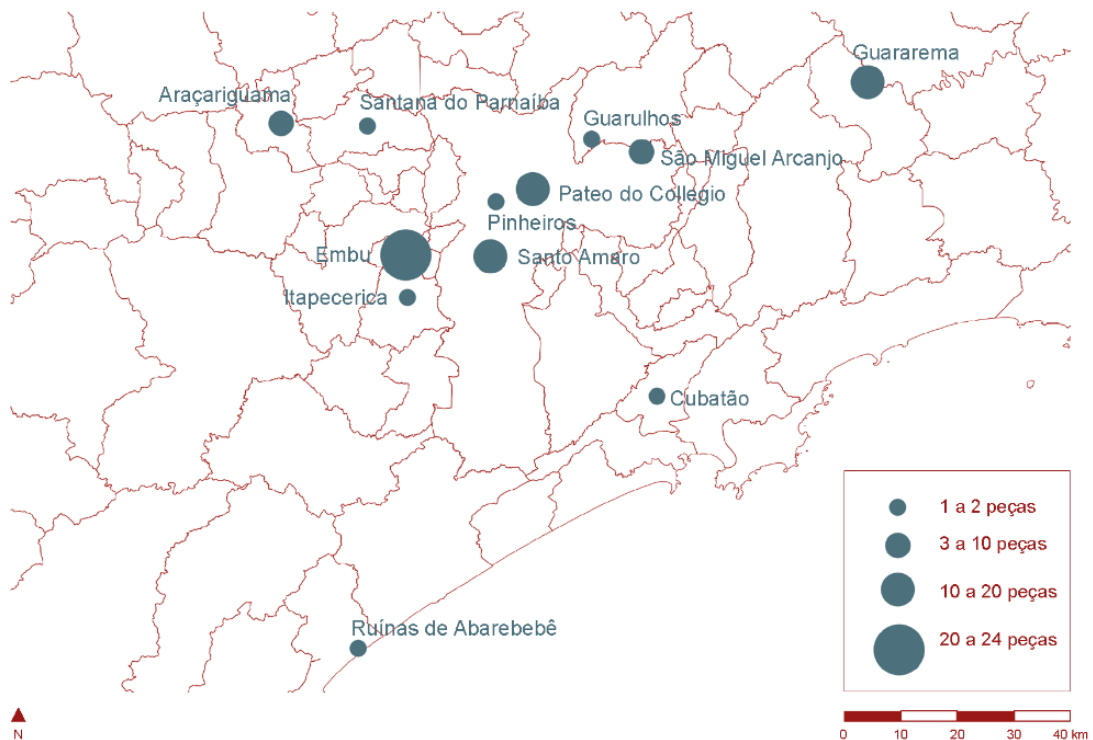 Guararema
Araçariguama
Santana do Parnaíba
Guarulhos
São Miguel Arcanjo
Pateo do Collegio
Pinheiros
Embu
Santo Amaro
Itapecerica
Cubatão
1 a 2 peças
3 a 10 peças
10 a 20 peças
20 a 24 peças
Ruínas de Abarebebê
N
0 10 20 30 40 km